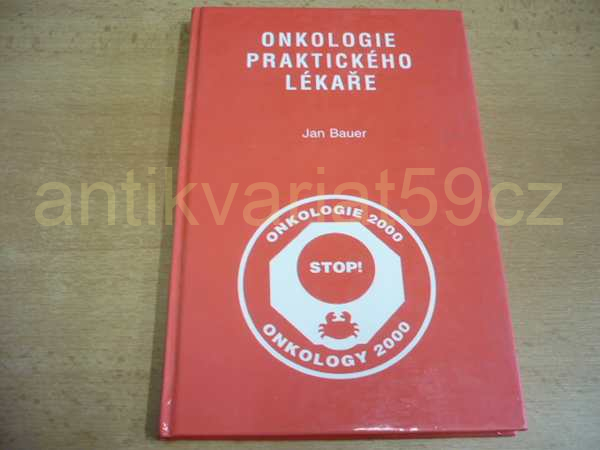 ONKOLOGIE
PRAKTICKÉHO
LÉKAŘE
Jan Bauer
antikvariat59cz
ONKOLOGIE 2000
STOP!
ONKOLOGY 2000